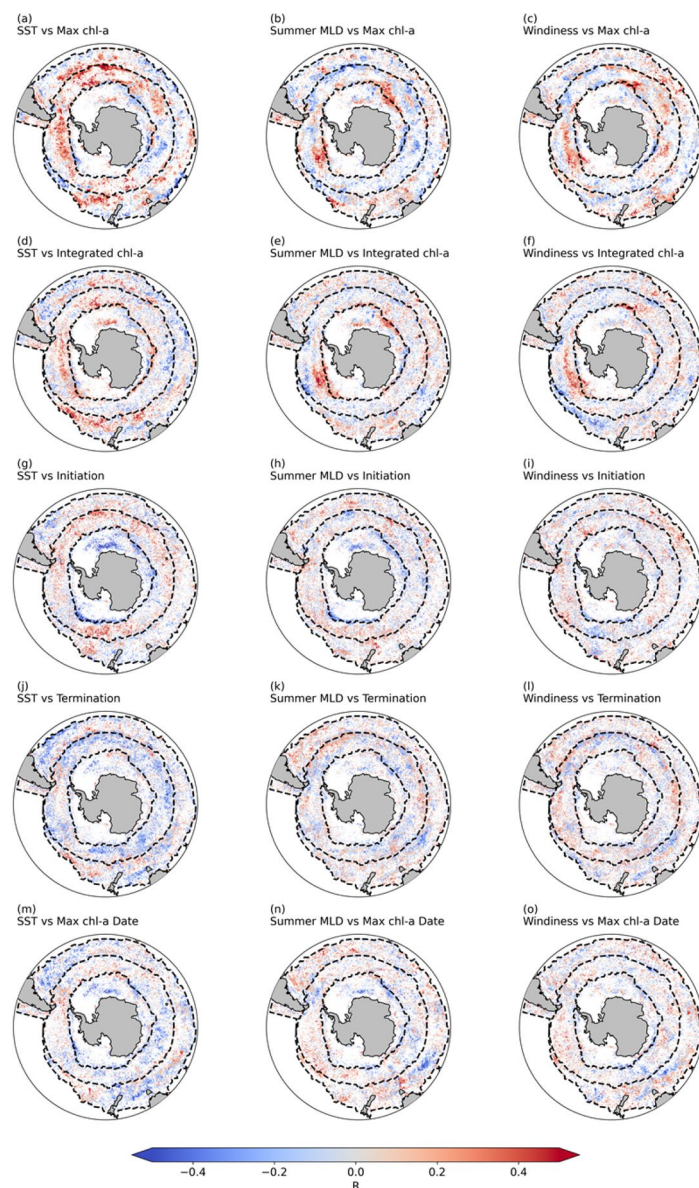 (a)
SST vs Max chl-a
(b)
Summer MLD vs Max chl-a
(c)
Windiness vs Max chl-a
(d)
SST vs Integrated chl-a
(e)
Summer MLD vs Integrated chl-a
(f)
Windiness vs Integrated chl-a
(g)
SST vs Initiation
(h)
Summer MLD vs Initiation
(i)
Windiness vs Initiation
(j)
SST vs Termination
(k)
Summer MLD vs Termination
(l)
Windiness vs Termination
(m)
SST vs Max chl-a Date
(n)
Summer MLD vs Max chl-a Date
(o)
Windiness vs Max chl-a Date
−0.4 −0.2 0.0 0.2 0.4
R